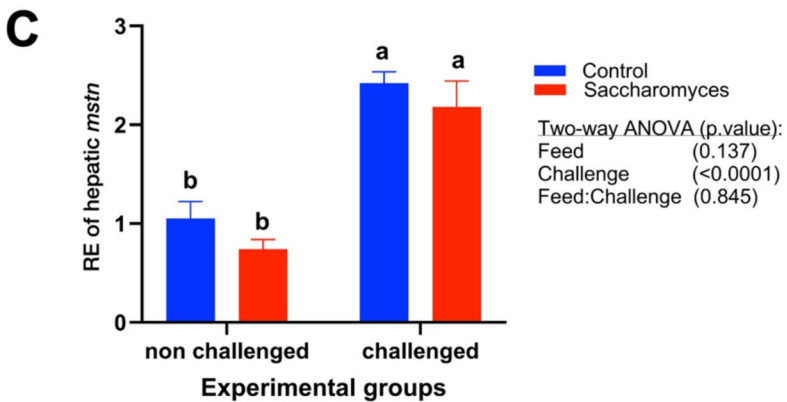 C
3
2
1
0
RE of hepatic mstn
b
b
a
a
non challenged
challenged
Experimental groups
Control
Saccharomyces
Two-way ANOVA (p.value):
Feed (0.137)
Challenge (<0.0001)
Feed:Challenge (0.845)